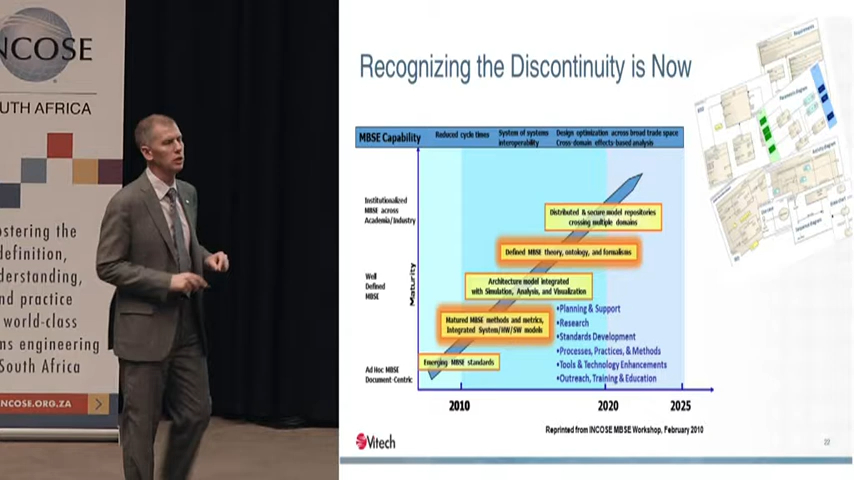 NCOSE
UTH AFRICA
ostering the
definition,
derstanding,
nd practice
world-class
ms engineering
South Africa
NCOSE.ORG.ZA
Recognizing the Discontinuity is Now
MBSE Capability
Reduced cycle times
System of systems
interoperability
Design optimization across broad trade space
Cross-domain effects-based analysis
Institutionalized
MBSE across
Academia/Industry
Well
Defined
MBSE
Ad Hoc MBSE
Document-Centric
Maturity
Distributed & secure model repositories
crossing multiple domains
Defined MBSE theory, ontology, and formalisms
Architecture model integrated
with Simulation, Analysis, and Visualization
Matured MBSE methods and metrics,
Integrated System/HW/SW models
Emerging MBSE standards
•Planning & Support
•Research
•Standards Development
•Processes, Practices, & Methods
•Tools & Technology Enhancements
•Outreach, Training & Education
2010
2020
2025
Reprinted from INCOSE MBSE Workshop, February 2010
Vitech
22